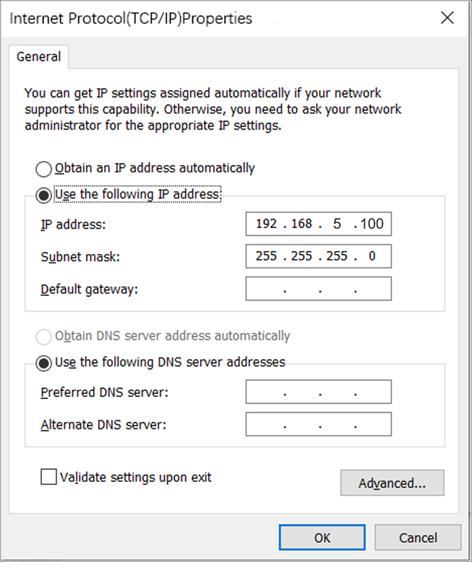 Internet Protocol(TCP/IP)Properties
General
You can get IP settings assigned automatically if your network
supports this capability. Otherwise, you need to ask your network
administrator for the appropriate IP settings.
Obtain an IP address automatically
Use the following IP address
IP address: 192 . 168 . 5 . 100
Subnet mask: 255 . 255 . 255 . 0
Default gateway: . . .
Obtain DNS server address automatically
Use the following DNS server addresses
Preferred DNS server: . . .
Alternate DNS server: . . .
Validate settings upon exit
Advanced...
OK Cancel